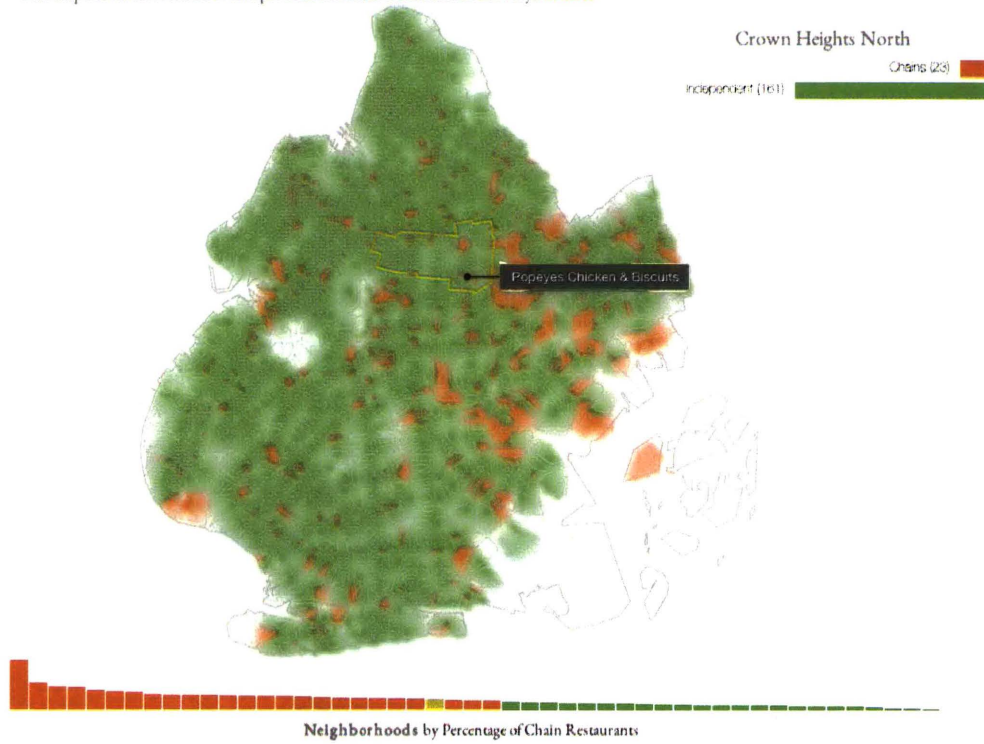 Crown Heights North
Chains (23)
Independent (161)
Popeyes Chicken & Biscuits
Neighborhoods by Percentage of Chain Restaurants